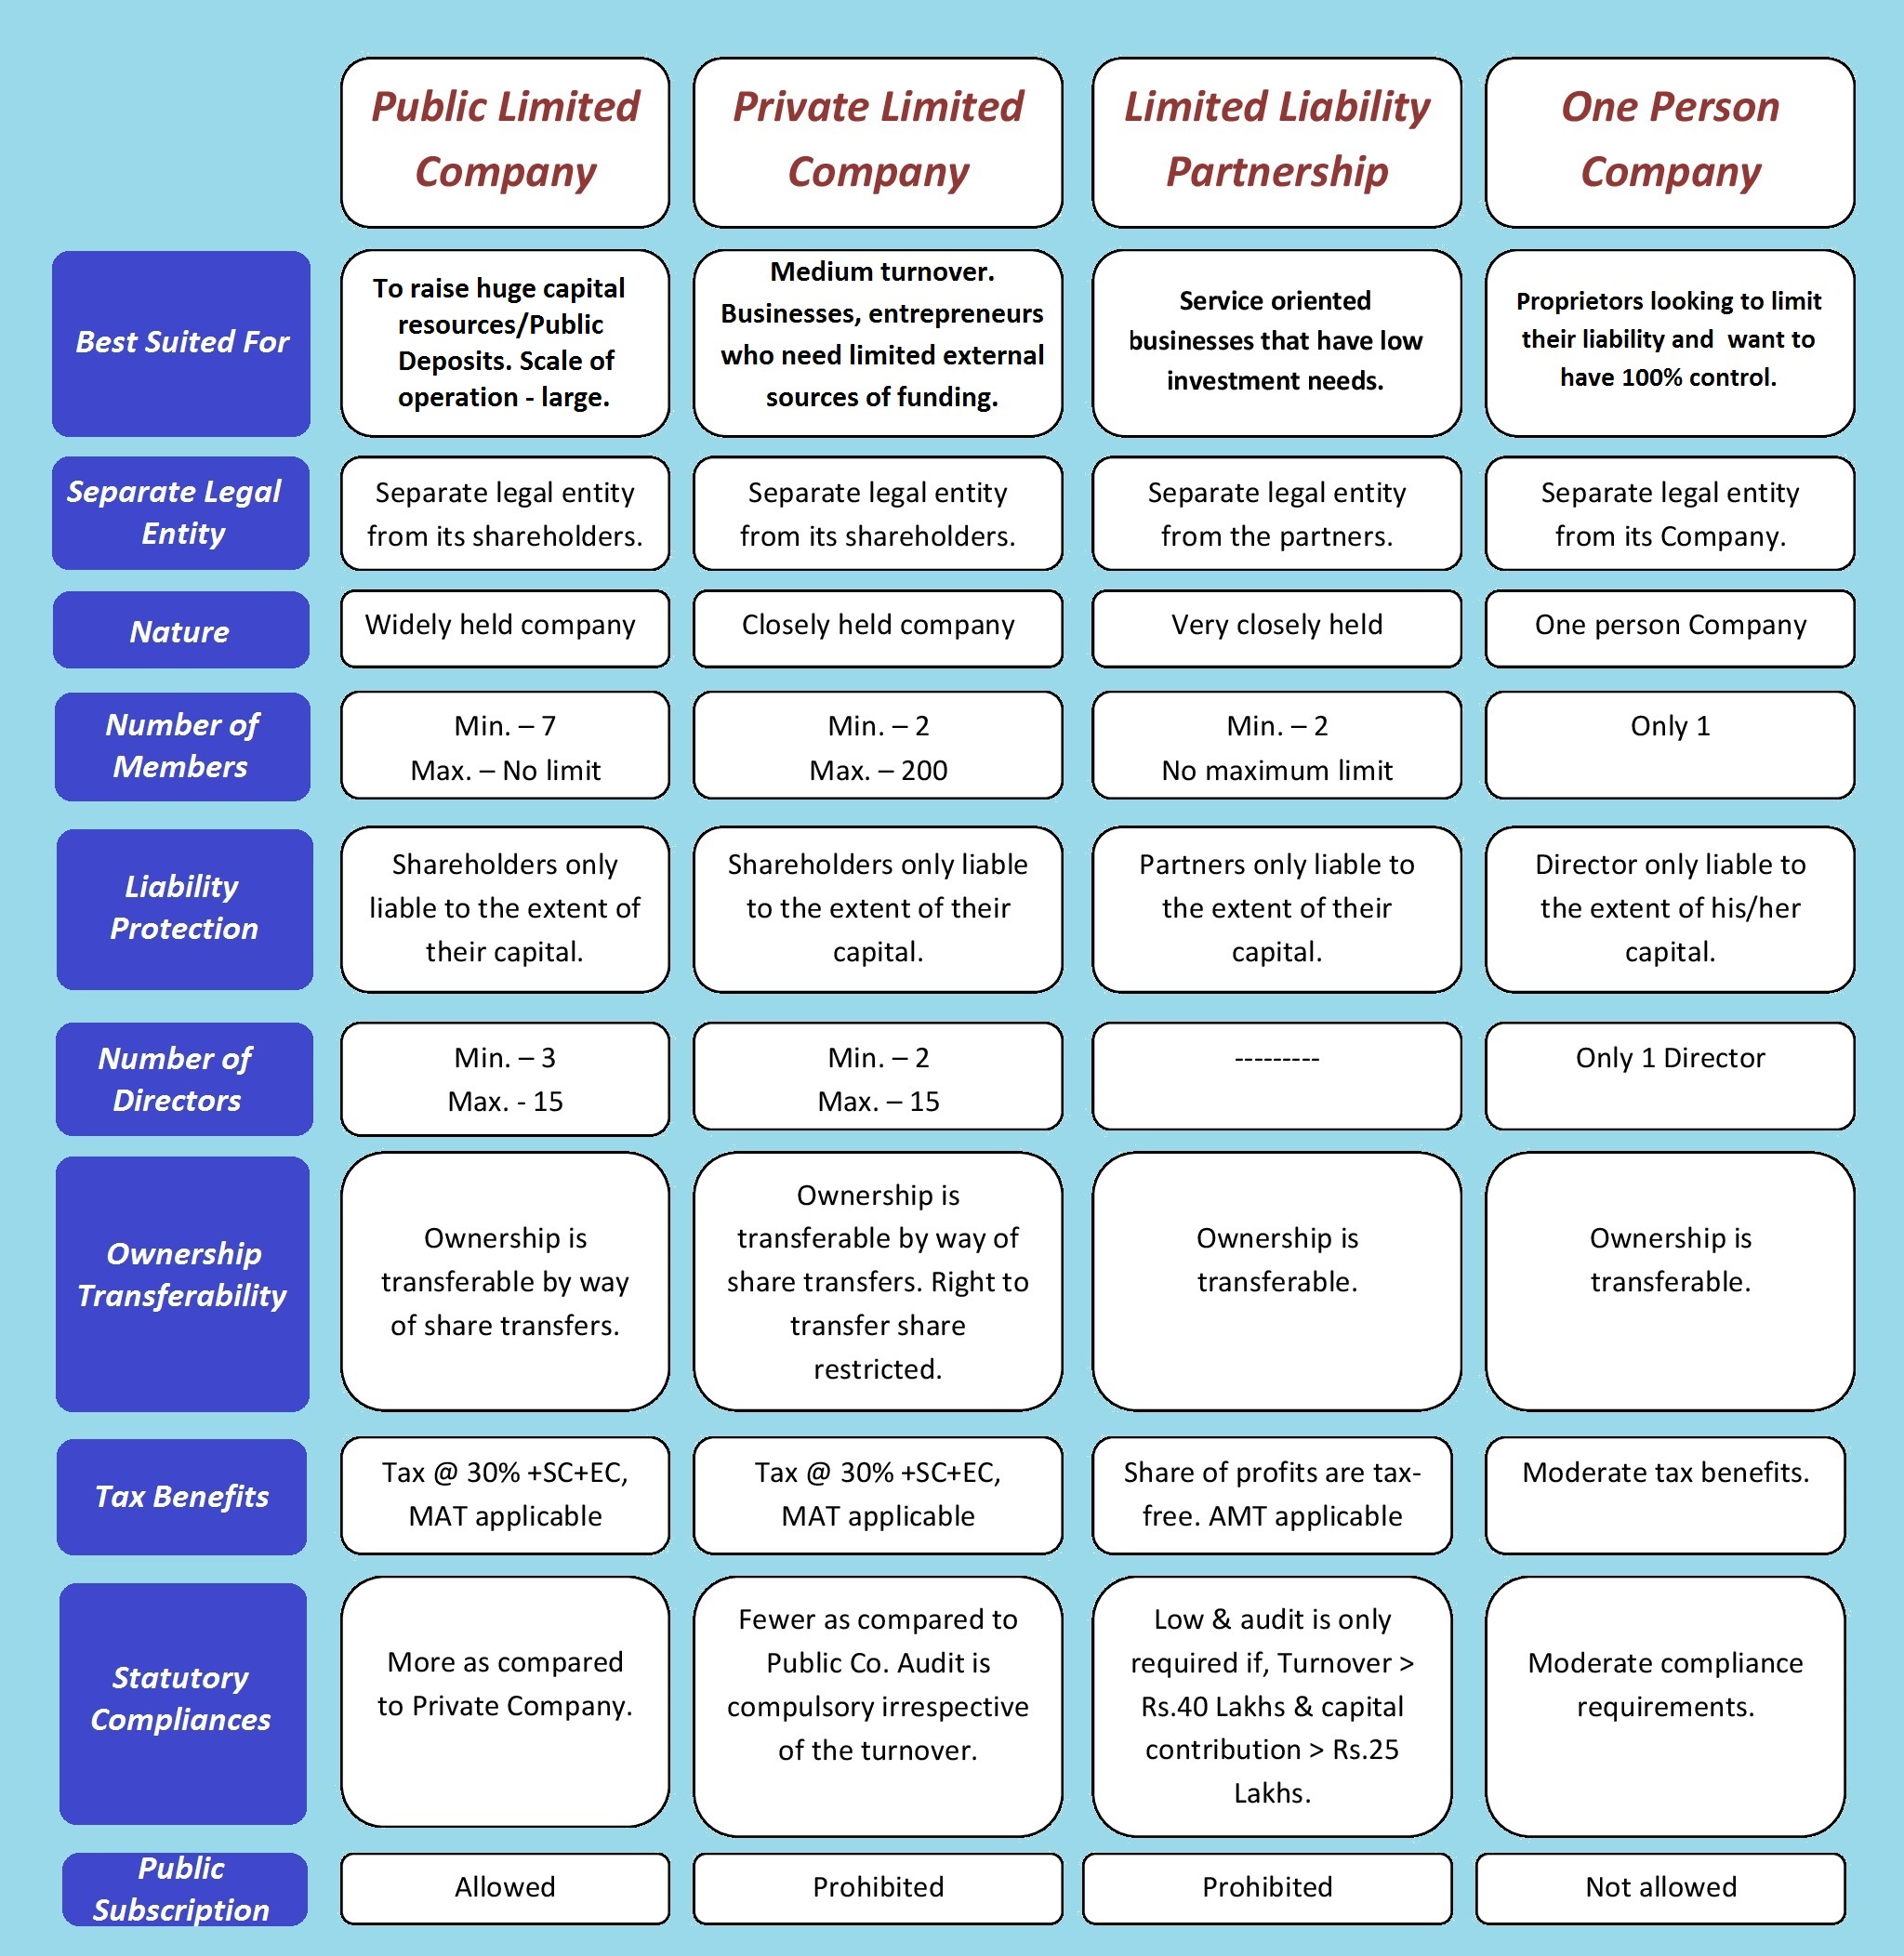 Public Limited
Company
Private Limited
Company
Limited Liability
Partnership
One Person
Company
Best Suited For
To raise huge capital
resources/Public
Deposits. Scale of
operation - large.
Medium turnover.
Businesses, entrepreneurs
who need limited external
sources of funding.
Service oriented
businesses that have low
investment needs.
Proprietors looking to limit
their liability and want to
have 100% control.
Separate Legal
Entity
Separate legal entity
from its shareholders.
Separate legal entity
from its shareholders.
Separate legal entity
from the partners.
Separate legal entity
from its Company.
Nature
Widely held company
Closely held company
Very closely held
One person Company
Number of
Members
Min. – 7
Max. – No limit
Min. – 2
Max. – 200
Min. – 2
No maximum limit
Only 1
Liability
Protection
Shareholders only
liable to the extent of
their capital.
Shareholders only liable
to the extent of their
capital.
Partners only liable to
the extent of their
capital.
Director only liable to
the extent of his/her
capital.
Number of
Directors
Min. – 3
Max. - 15
Min. – 2
Max. – 15
---------
Only 1 Director
Ownership
Transferability
Ownership is
transferable by way
of share transfers.
Ownership is
transferable by way of
share transfers. Right to
transfer share
restricted.
Ownership is
transferable.
Ownership is
transferable.
Tax Benefits
Tax @ 30% +SC+EC,
MAT applicable
Tax @ 30% +SC+EC,
MAT applicable
Share of profits are tax-
free. AMT applicable
Moderate tax benefits.
Statutory
Compliances
More as compared
to Private Company.
Fewer as compared to
Public Co. Audit is
compulsory irrespective
of the turnover.
Low & audit is only
required if, Turnover >
Rs.40 Lakhs & capital
contribution > Rs.25
Lakhs.
Moderate compliance
requirements.
Public
Subscription
Allowed
Prohibited
Prohibited
Not allowed